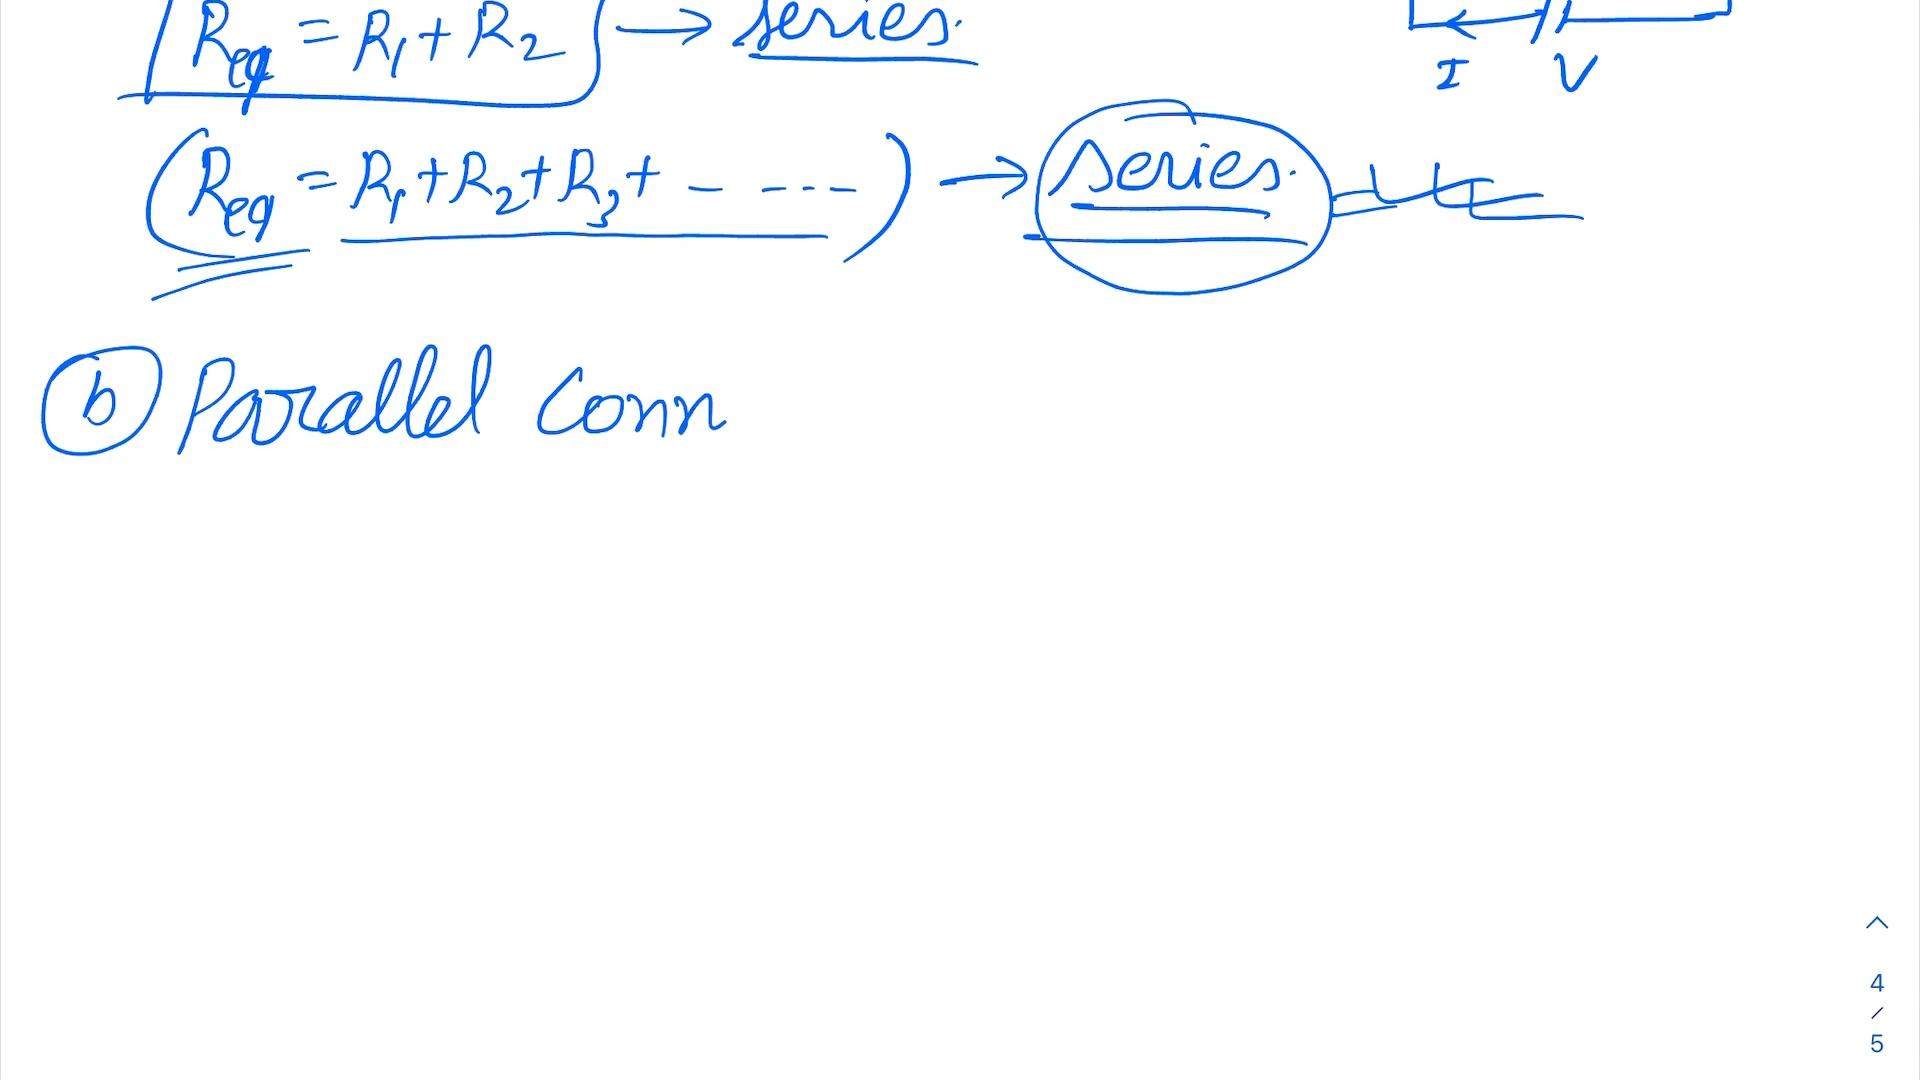 Req = R1 + R2 → series.
I V
(Req = R1 + R2 + R3 + - - - - -) → series.
b Parallel Conn
4
/
5